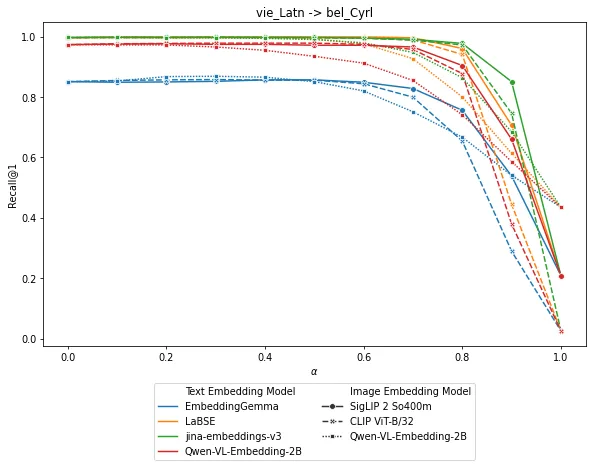 vie_Latn -> bel_Cyrl
Recall@1
1.0
0.8
0.6
0.4
0.2
0.0
0.0 0.2 0.4 0.6 0.8 1.0
α
Text Embedding Model Image Embedding Model
EmbeddingGemma SigLIP 2 So400m
LaBSE CLIP ViT-B/32
jina-embeddings-v3 Qwen-VL-Embedding-2B
Qwen-VL-Embedding-2B